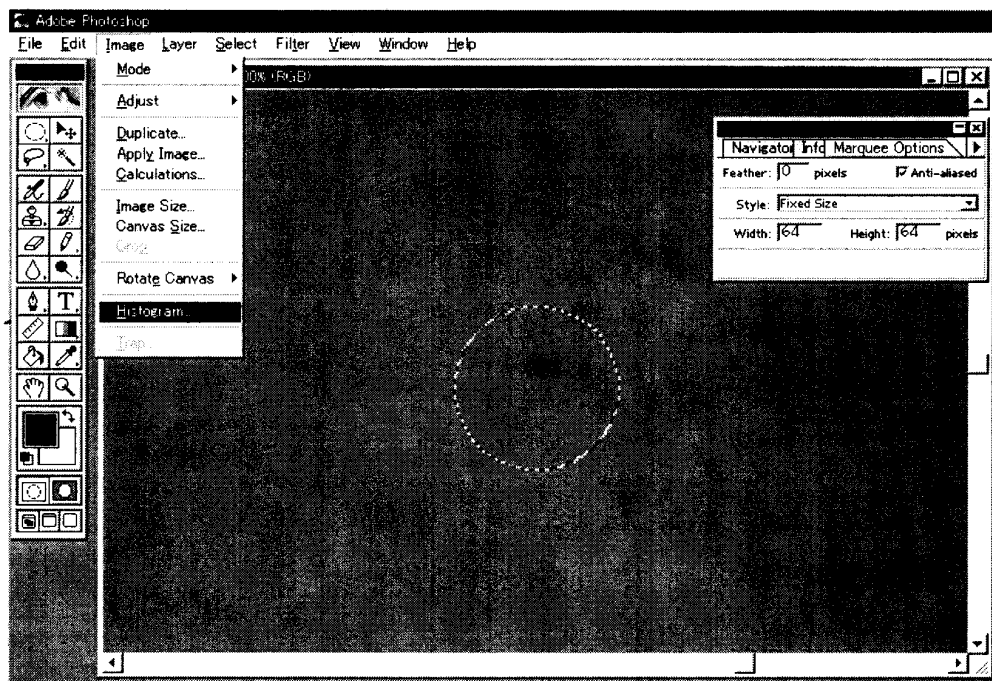 Adobe Photoshop
File Edit Image Layer Select Filter View Window Help
Mode
Adjust
Duplicate...
Apply Image...
Calculations...
Image Size...
Canvas Size...
Crop
Rotate Canvas
Histogram...
Trap...
00% (RGB)
Navigator Info Marquee Options
Feather: 0 pixels Anti-aliased
Style: Fixed Size
Width: 64 Height: 64 pixels
T